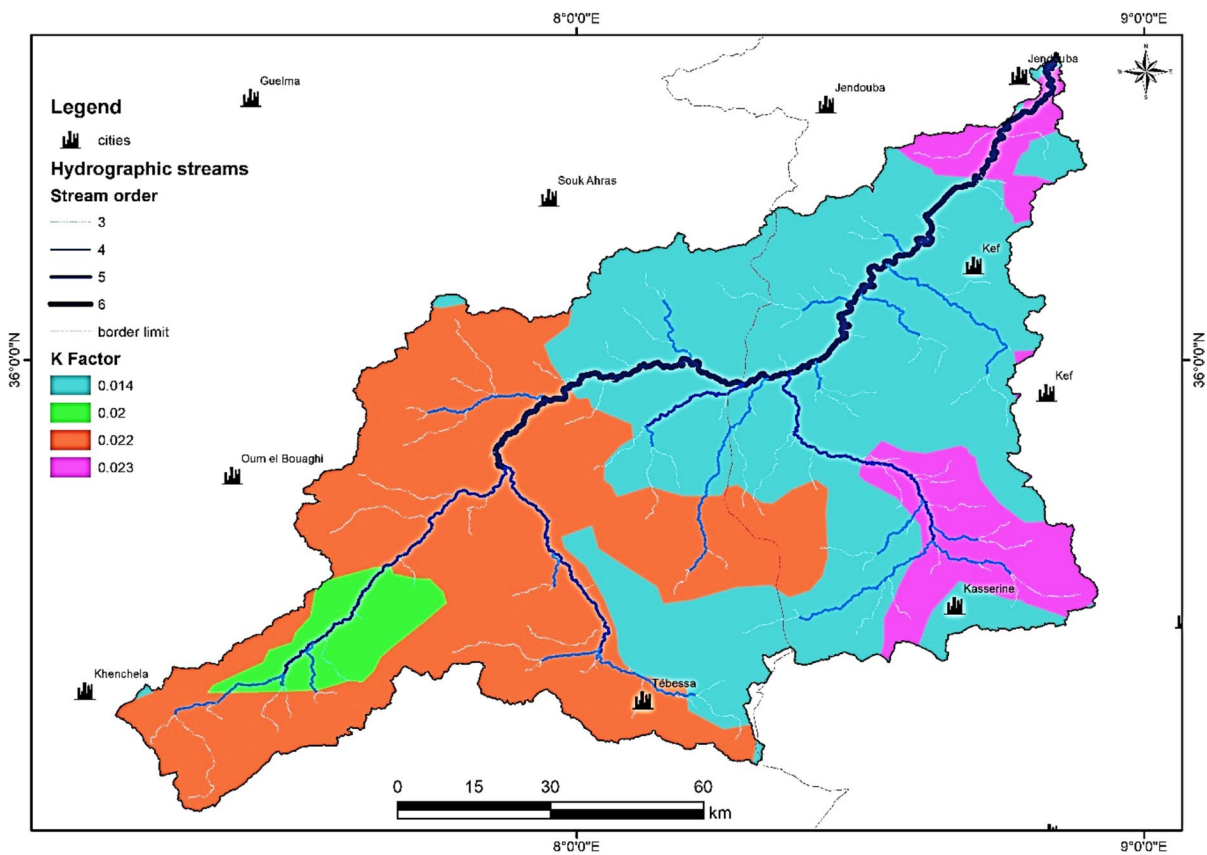 8°0'0"E
9°0'0"E
Guelma
Jendouba
Jendouba
Legend
cities
Hydrographic streams
Stream order
3
4
5
6
border limit
K Factor
0.014
0.02
0.022
0.023
Souk Ahras
Kef
36°0'0"N
36°0'0"N
Kef
Oum el Bouaghi
Kasserine
Khenchela
Tébessa
0
15
30
60
km
8°0'0"E
9°0'0"E